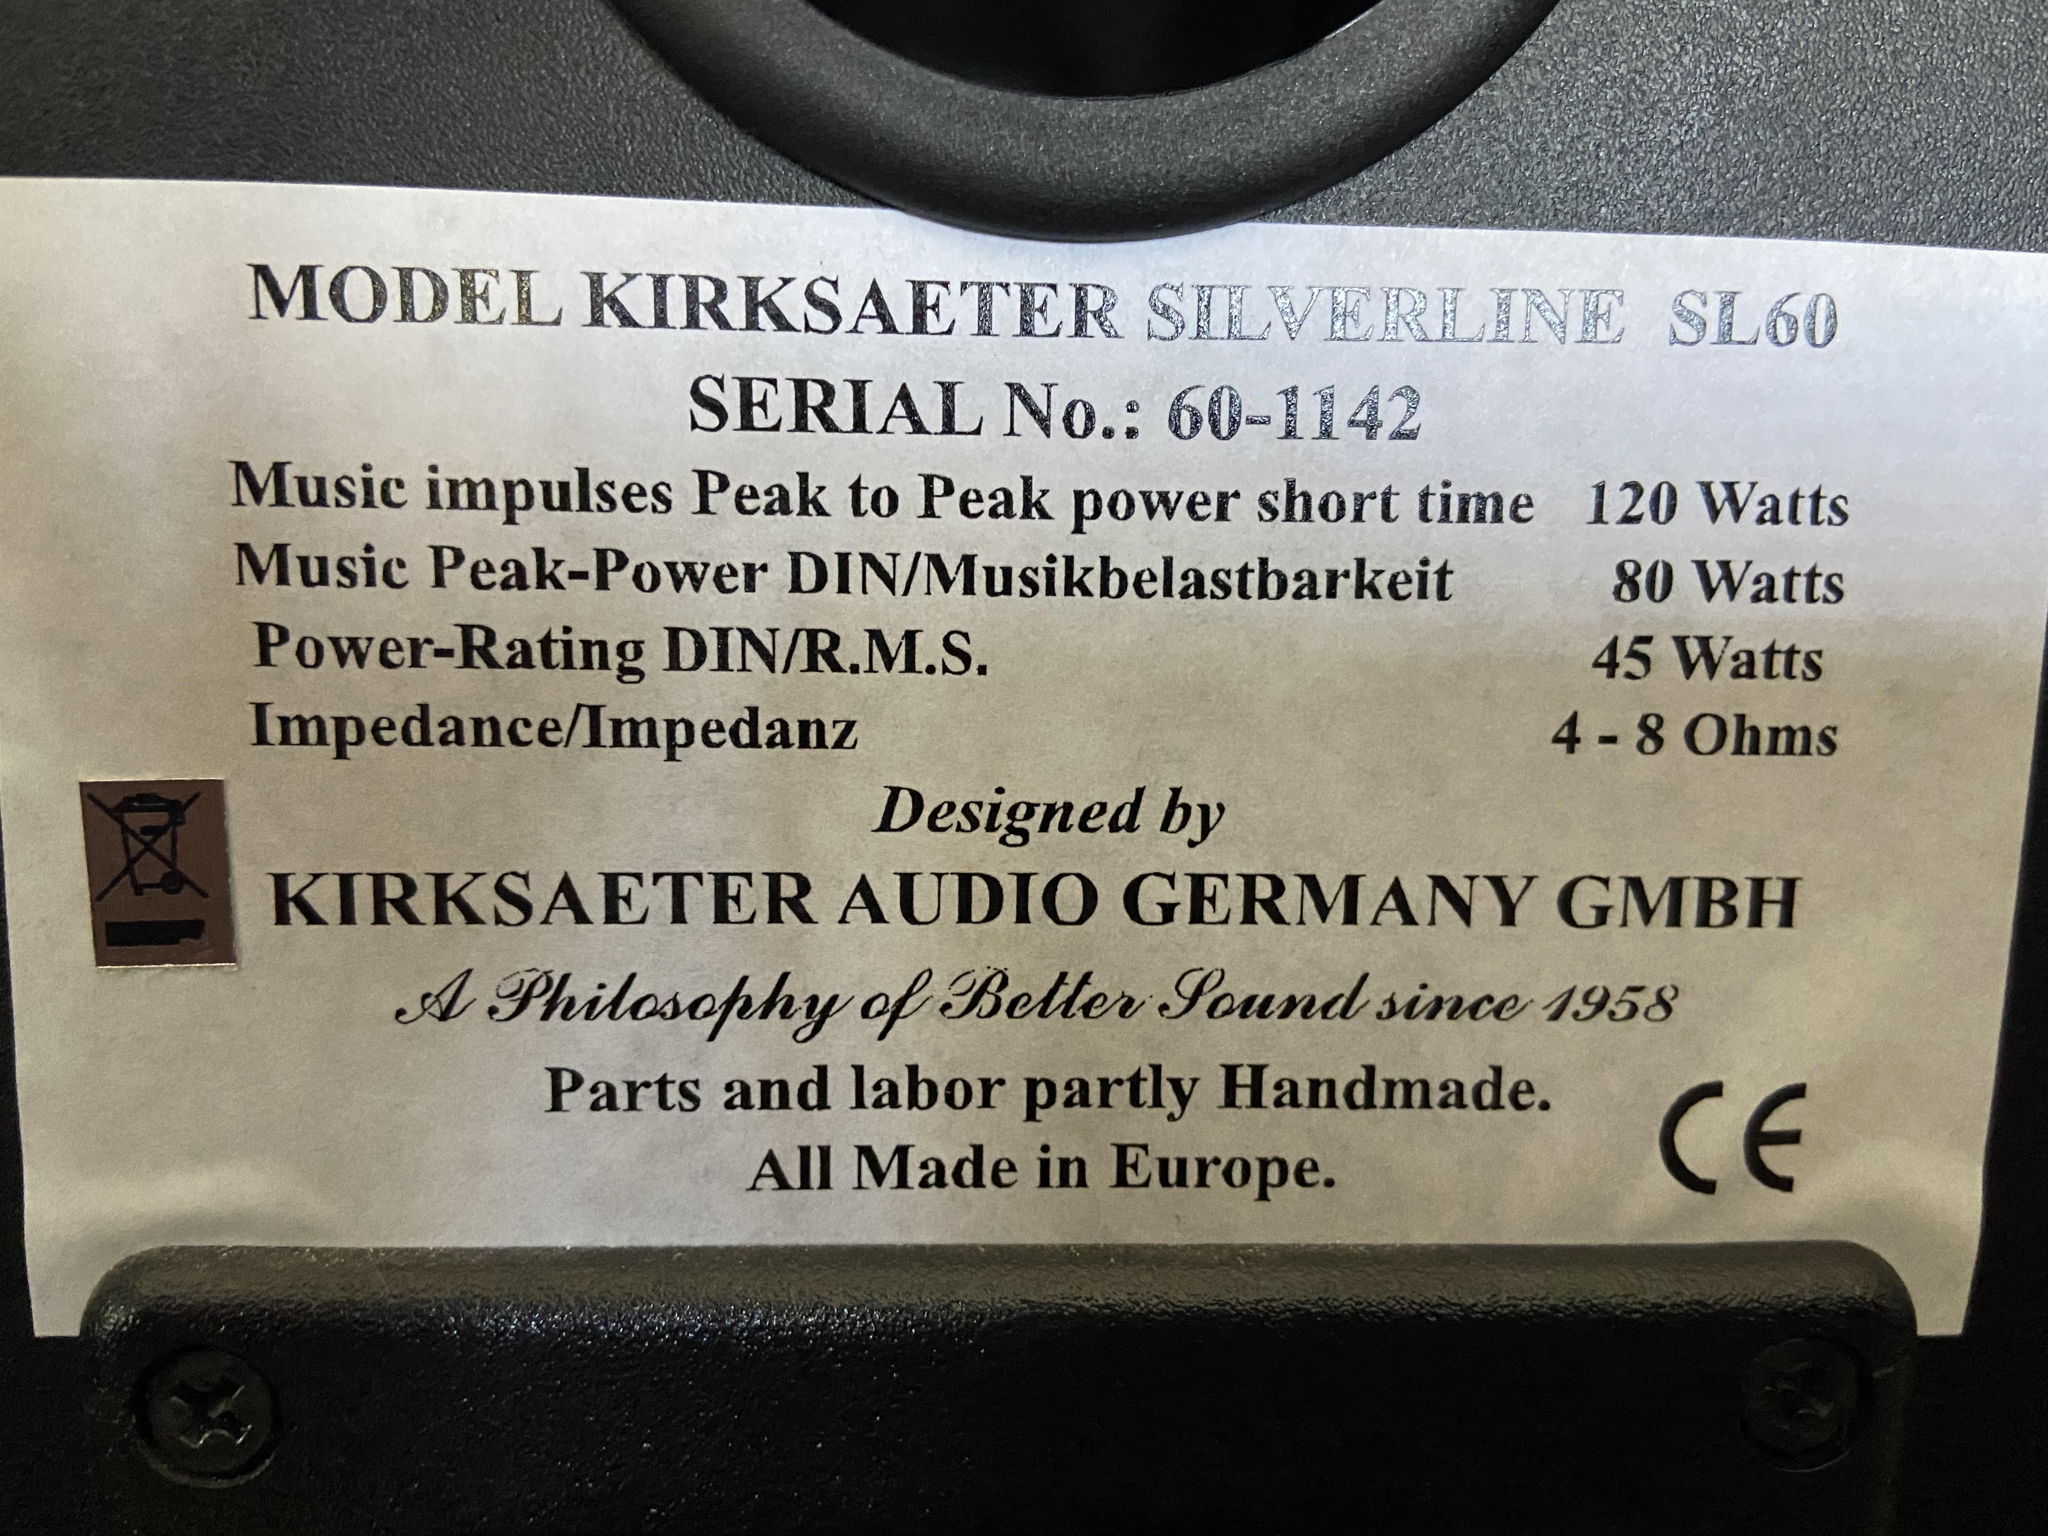 MODEL KIRKSAETER SILVERLINE SL60
SERIAL No.: 60-1142
Music impulses Peak to Peak power short time 120 Watts
Music Peak-Power DIN/Musikbelastbarkeit 80 Watts
Power-Rating DIN/R.M.S. 45 Watts
Impedance/Impedanz 4 - 8 Ohms
Designed by
KIRKSAETER AUDIO GERMANY GMBH
A Philosophy of Better Sound since 1958
Parts and labor partly Handmade.
All Made in Europe.
CE